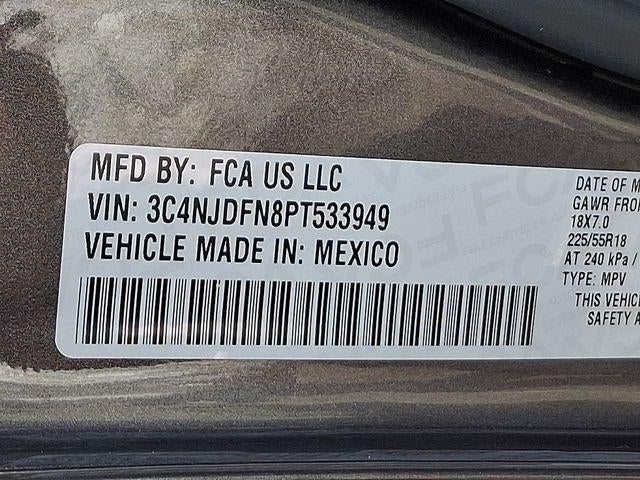 MFD BY: FCA US LLC
VIN: 3C4NJDFN8PT533949
VEHICLE MADE IN: MEXICO
DATE OF M
GAWR FRON
18X7.0
225/55R18
AT 240 kPa /
TYPE: MPV
THIS VEHIC
SAFETY A